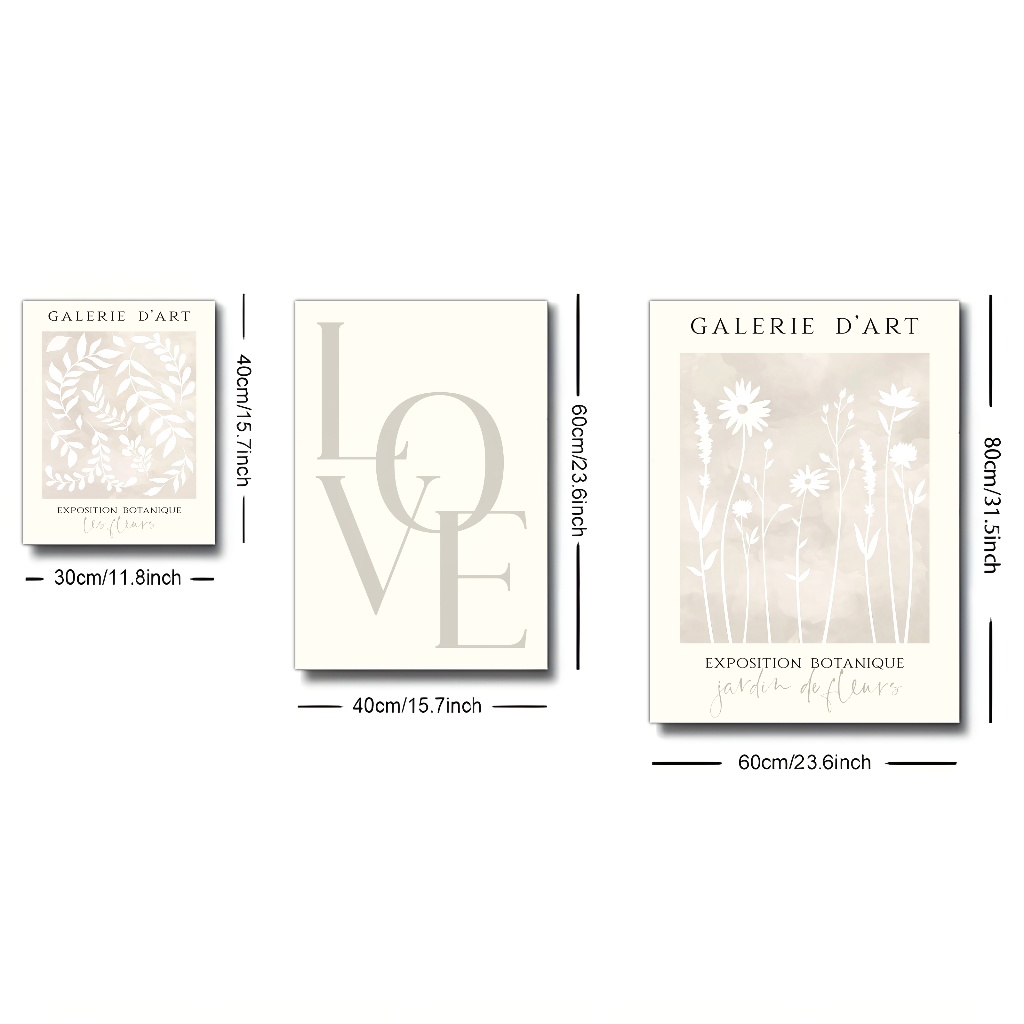 GALERIE D'ART
EXPOSITION BOTANIQUE
les fleurs
40cm/15.7inch
30cm/11.8inch
LOVE
60cm/23.6inch
40cm/15.7inch
GALERIE D'ART
EXPOSITION BOTANIQUE
jardin de fleurs
80cm/31.5inch
60cm/23.6inch